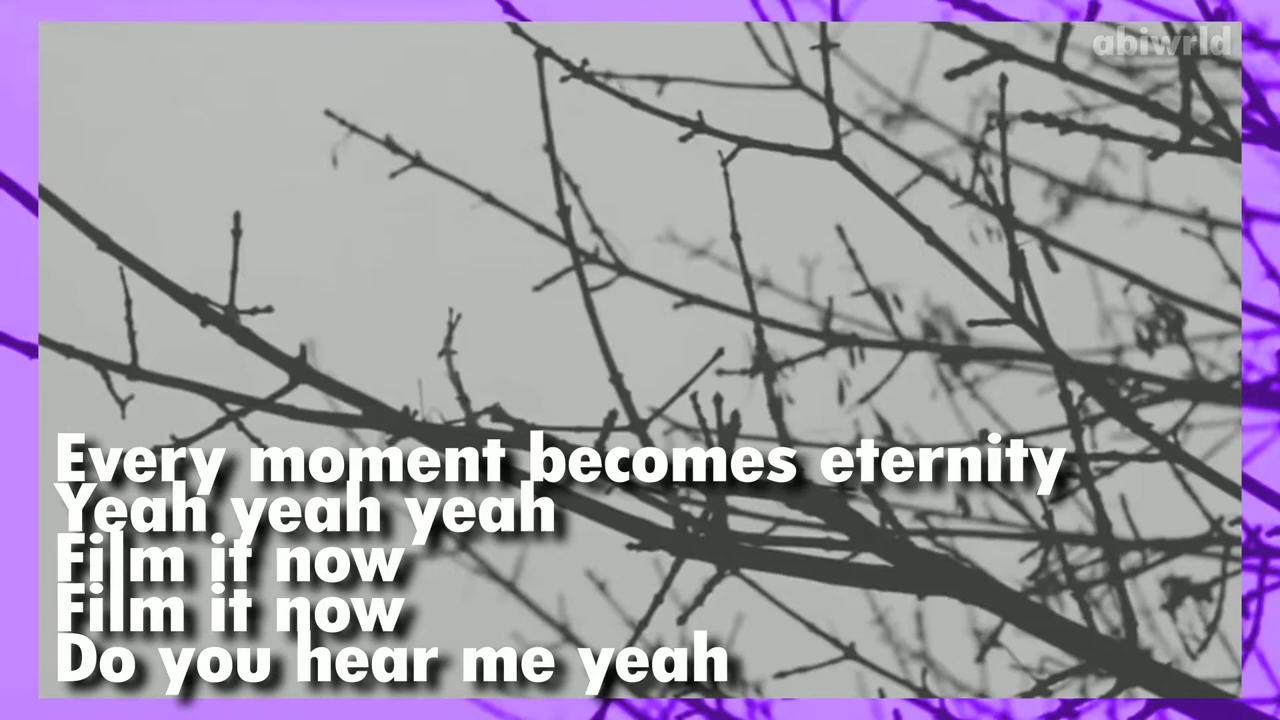 abiwrld
Every moment becomes eternity
Yeah yeah yeah
Film it now
Film it now
Do you hear me yeah